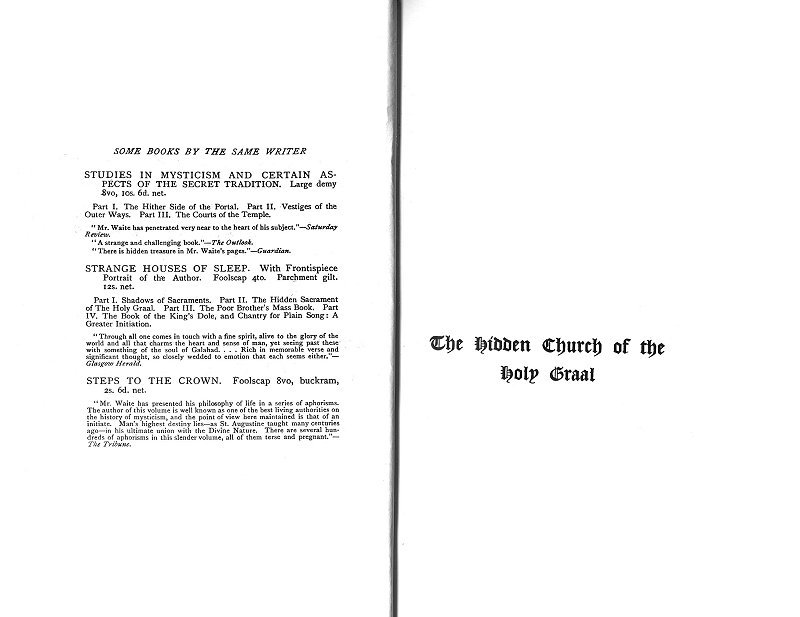 SOME BOOKS BY THE SAME WRITER
STUDIES IN MYSTICISM AND CERTAIN AS-
PECTS OF THE SECRET TRADITION. Large demy
8vo, 10s. 6d. net.
Part I. The Hither Side of the Portal. Part II. Vestiges of the
Outer Ways. Part III. The Courts of the Temple.
"Mr. Waite has penetrated very near to the heart of his subject."—Saturday
Review.
"A strange and challenging book."—The Outlook.
"There is hidden treasure in Mr. Waite's pages."—Guardian.
STRANGE HOUSES OF SLEEP. With Frontispiece
Portrait of the Author. Foolscap 4to. Parchment gilt.
12s. net.
Part I. Shadows of Sacraments. Part II. The Hidden Sacrament
of The Holy Graal. Part III. The Poor Brother's Mass Book. Part
IV. The Book of the King's Dole, and Chantry for Plain Song: A
Greater Initiation.
"Through all one comes in touch with a fine spirit, alive to the glory of the
world and all that charms the heart and sense of man, yet seeing past these
with something of the soul of Galahad. . . . Rich in memorable verse and
significant thought, so closely wedded to emotion that each seems either."—
Glasgow Herald.
STEPS TO THE CROWN. Foolscap 8vo, buckram,
2s. 6d. net.
"Mr. Waite has presented his philosophy of life in a series of aphorisms.
The author of this volume is well known as one of the best living authorities on
the history of mysticism, and the point of view here maintained is that of an
initiate. Man's highest destiny lies—as St. Augustine taught many centuries
ago—in his ultimate union with the Divine Nature. There are several hun-
dreds of aphorisms in this slender volume, all of them terse and pregnant."—
The Tribune.
The Hidden Church of the
Holy Graal